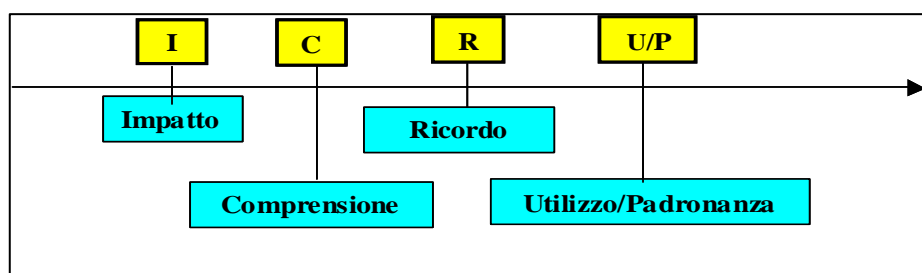 I
C
R
U/P
Impatto
Ricordo
Comprensione
Utilizzo/Padronanza